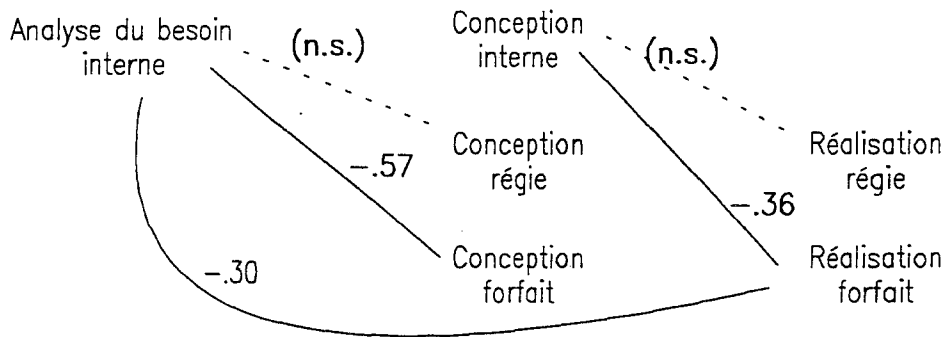 Analyse du besoin
interne
(n.s.)
Conception
interne
(n.s.)
Conception
régie
Réalisation
régie
-.57
-.36
Conception
forfait
Réalisation
forfait
-.30